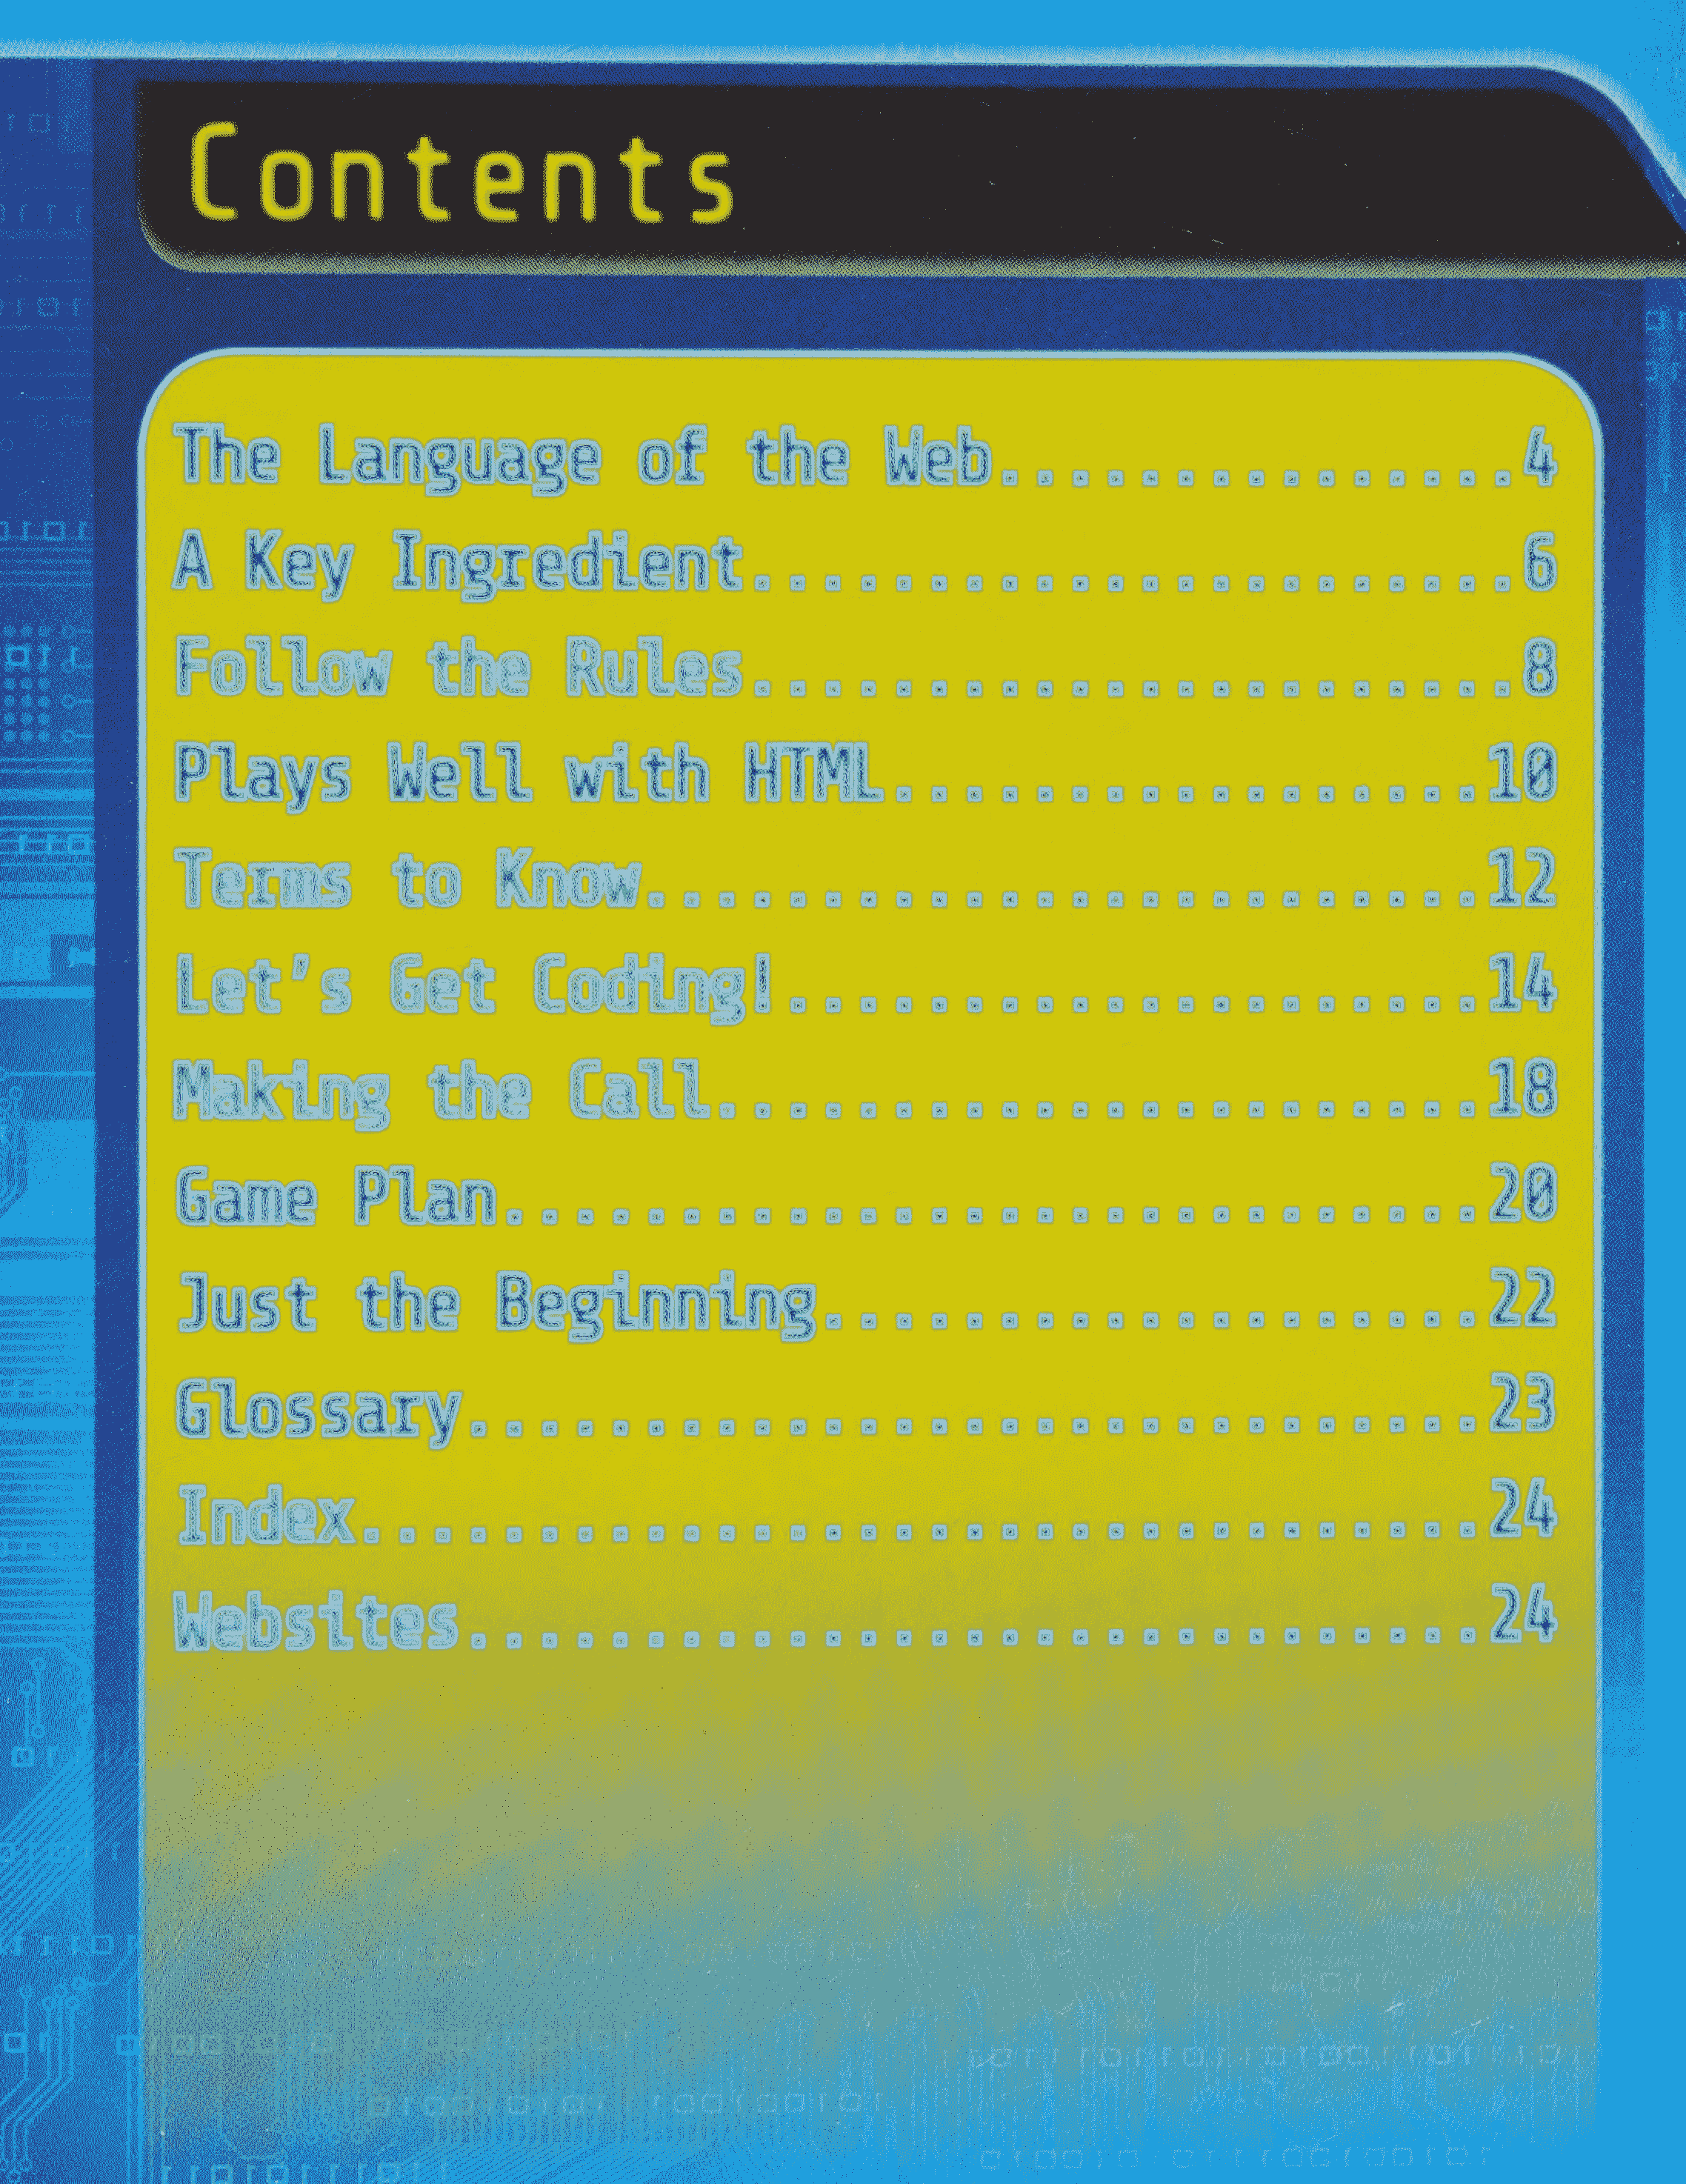 Contents
The Language of the Web...............4
A Key Ingredient......................6
Follow the Rules......................8
Plays Well with HTML.................10
Terms to Know........................12
Let's Get Coding!....................14
Making the Call......................18
Game Plan............................20
Just the Beginning...................22
Glossary.............................23
Index................................24
Websites.............................24